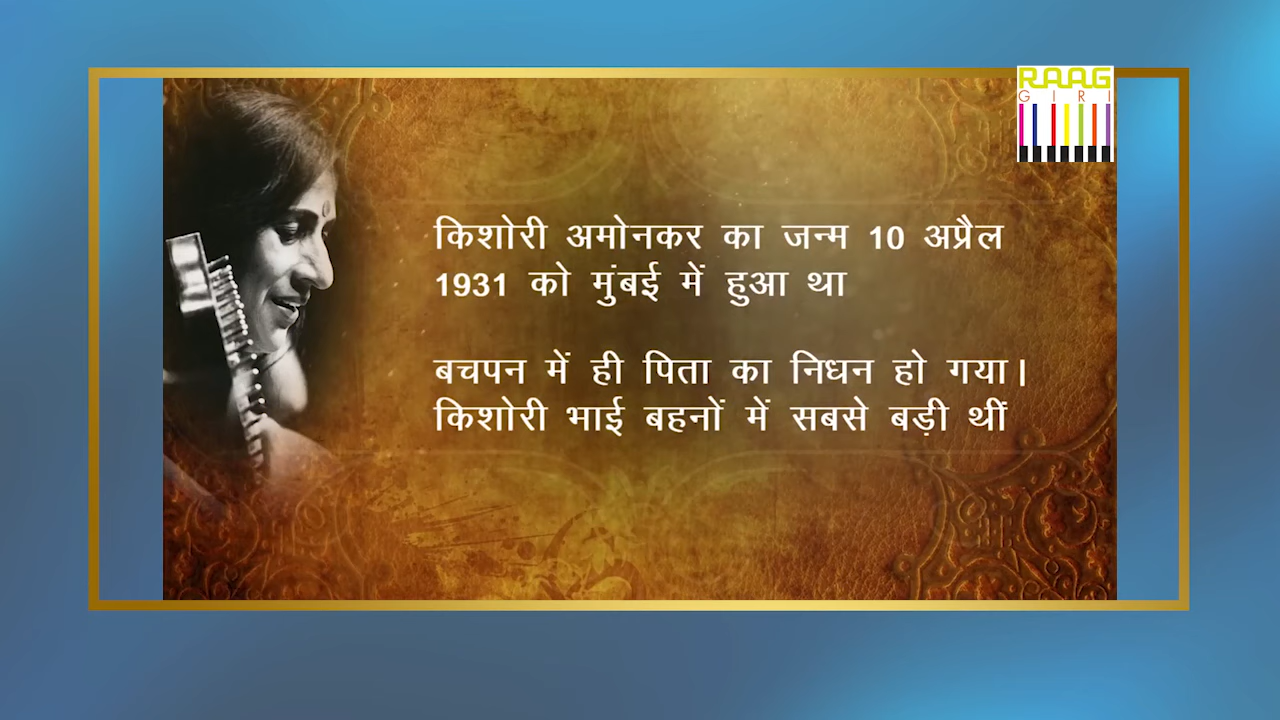 RAAG
GIRI
किशोरी अमोनकर का जन्म 10 अप्रैल
1931 को मुंबई में हुआ था
बचपन में ही पिता का निधन हो गया।
किशोरी भाई बहनों में सबसे बड़ी थीं